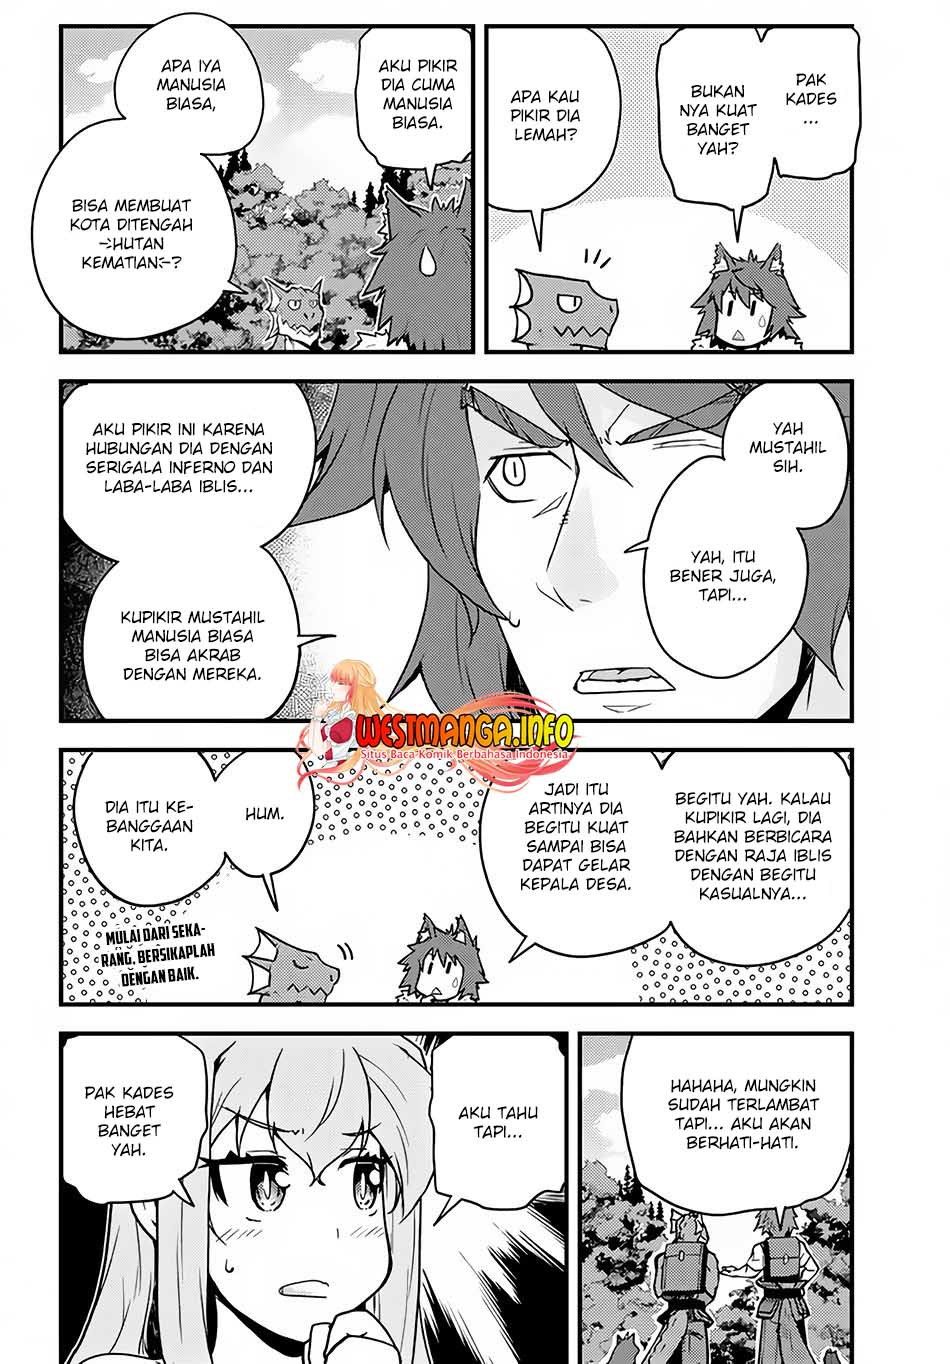 PAK
KADES
...
BUKAN
NYA KUAT
BANGET
YAH?
APA KAU
PIKIR DIA
LEMAH?
AKU PIKIR
DIA CUMA
MANUSIA
BIASA.
APA IYA
MANUSIA
BIASA,
BISA MEMBUAT
KOTA DITENGAH
->HUTAN
KEMATIAN<-?
YAH
MUSTAHIL
SIH.
YAH, ITU
BENER JUGA,
TAPI...
AKU PIKIR INI KARENA
HUBUNGAN DIA DENGAN
SERIGALA INFERNO DAN
LABA-LABA IBLIS...
KUPIKIR MUSTAHIL
MANUSIA BIASA
BISA AKRAB
DENGAN MEREKA.
WESTMANGA.INFO
Situs Baca Komik Berbahasa Indonesia
BEGITU YAH. KALAU
KUPIKIR LAGI, DIA
BAHKAN BERBICARA
DENGAN RAJA IBLIS
DENGAN BEGITU
KASUALNYA...
JADI ITU
ARTINYA DIA
BEGITU KUAT
SAMPAI BISA
DAPAT GELAR
KEPALA DESA.
HUM.
DIA ITU KE-
BANGGAAN
KITA.
MULAI DARI SEKA-
RANG, BERSIKAPLAH
DENGAN BAIK.
HAHAHA, MUNGKIN
SUDAH TERLAMBAT
TAPI... AKU AKAN
BERHATI-HATI.
AKU TAHU
TAPI...
PAK KADES
HEBAT
BANGET
YAH.